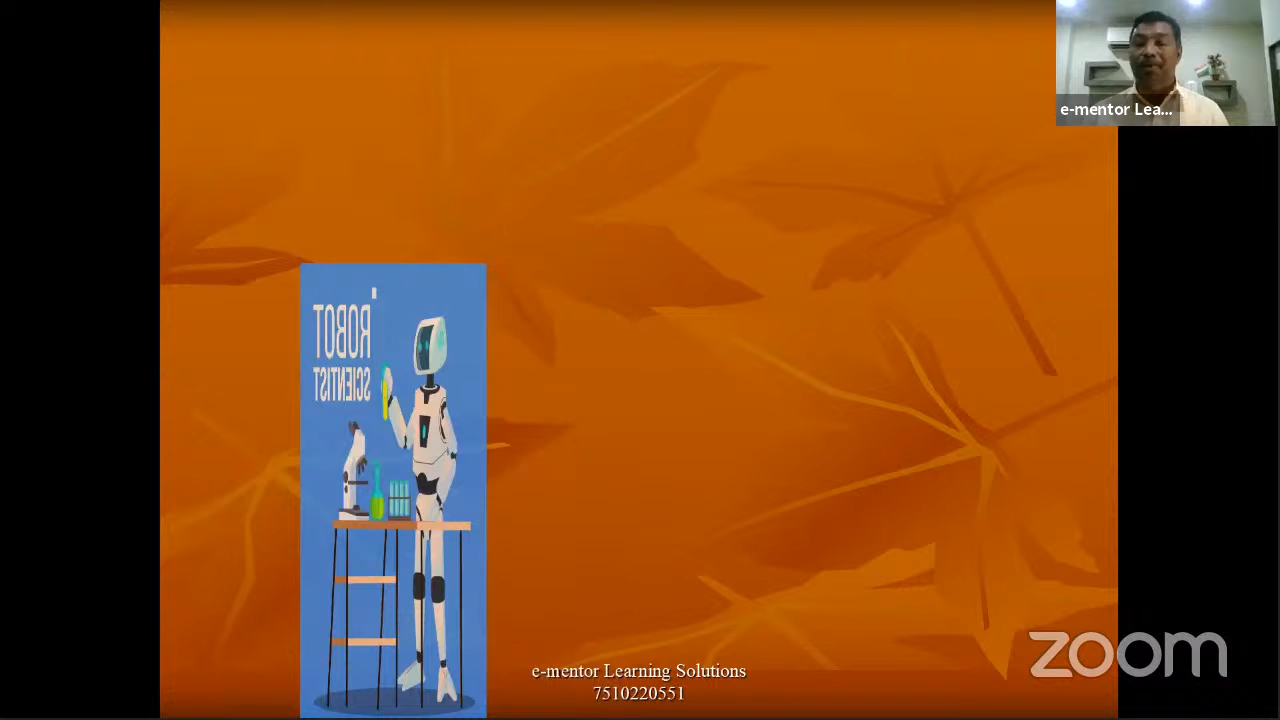 e-mentor Lea...
ROBOT
SCIENTIST
e-mentor Learning Solutions
7510220551
zoom